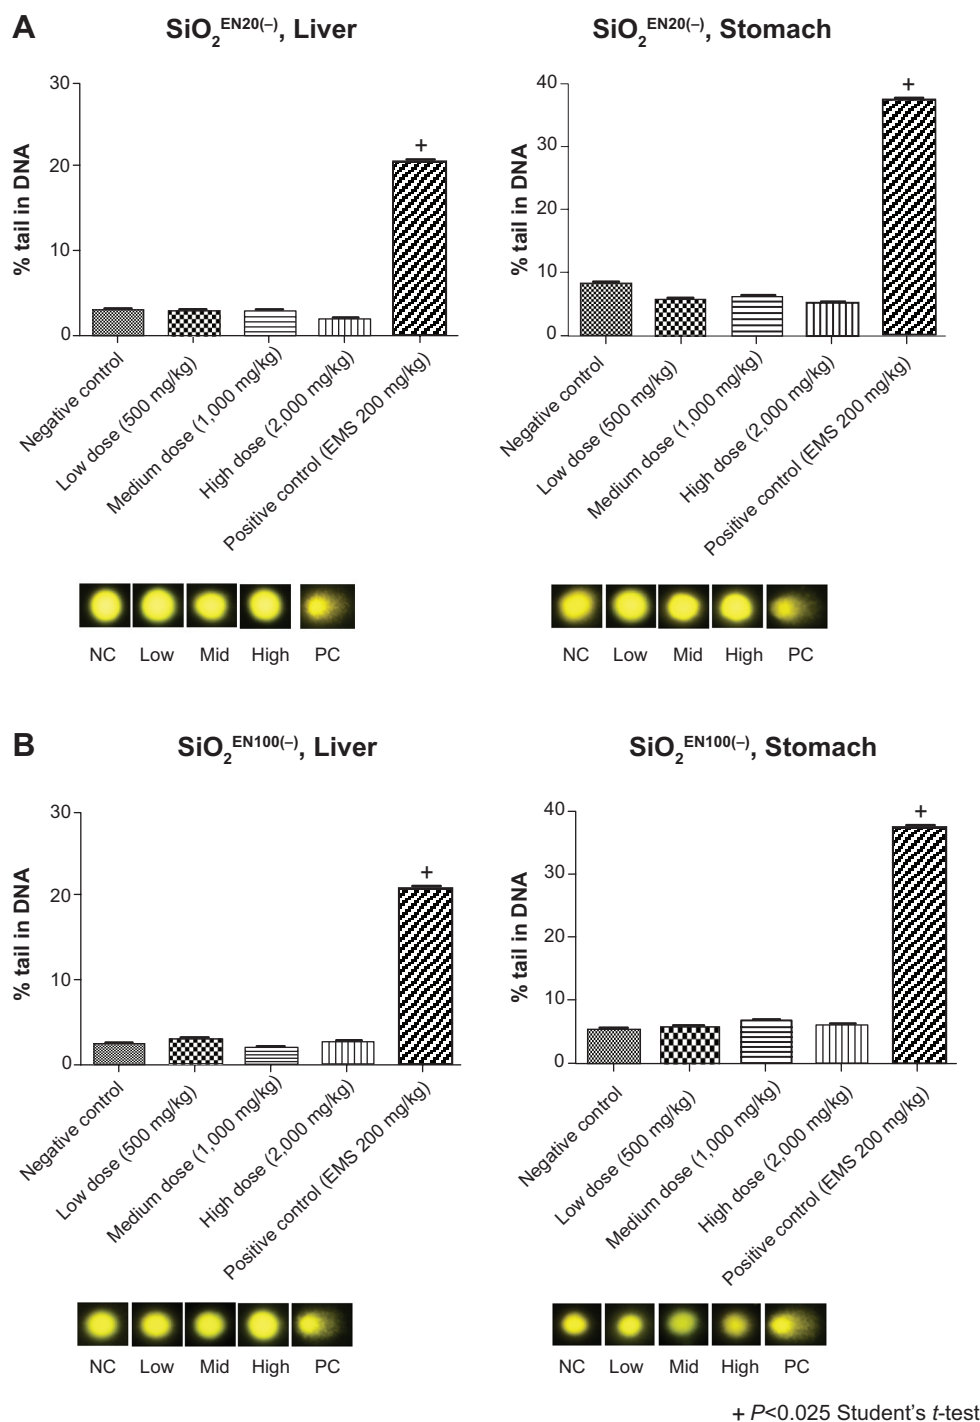 A
SiO2EN20(–), Liver
SiO2EN20(–), Stomach
% tail in DNA
30
20
10
0
+
Negative control
Low dose (500 mg/kg)
Medium dose (1,000 mg/kg)
High dose (2,000 mg/kg)
Positive control (EMS 200 mg/kg)
NC Low Mid High PC
% tail in DNA
40
30
20
10
0
+
Negative control
Low dose (500 mg/kg)
Medium dose (1,000 mg/kg)
High dose (2,000 mg/kg)
Positive control (EMS 200 mg/kg)
NC Low Mid High PC
B
SiO2EN100(–), Liver
SiO2EN100(–), Stomach
% tail in DNA
30
20
10
0
+
Negative control
Low dose (500 mg/kg)
Medium dose (1,000 mg/kg)
High dose (2,000 mg/kg)
Positive control (EMS 200 mg/kg)
NC Low Mid High PC
% tail in DNA
40
30
20
10
0
+
Negative control
Low dose (500 mg/kg)
Medium dose (1,000 mg/kg)
High dose (2,000 mg/kg)
Positive control (EMS 200 mg/kg)
NC Low Mid High PC
+ P<0.025 Student's t-test